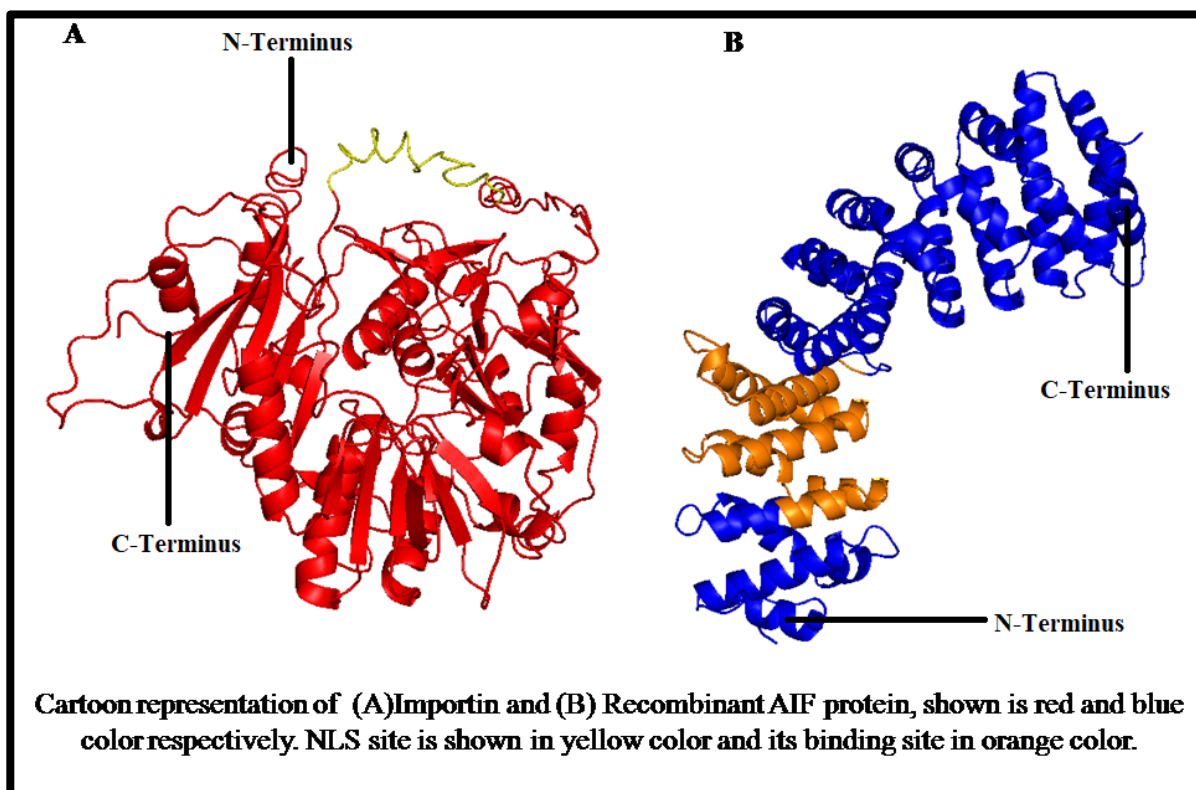 A
N-Terminus
B
C-Terminus
C-Terminus
N-Terminus
Cartoon representation of (A)Importin and (B) Recombinant AIF protein, shown is red and blue
color respectively. NLS site is shown in yellow color and its binding site in orange color.